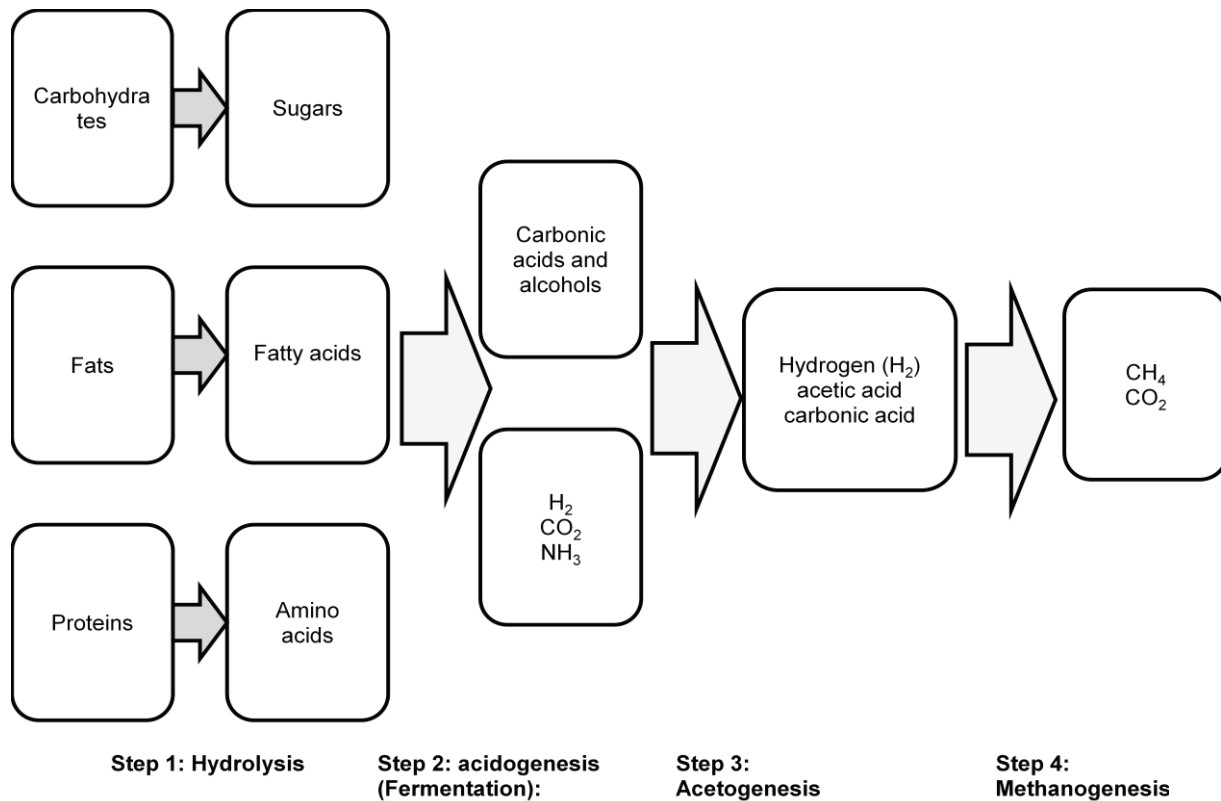 Carbohydra
tes
Sugars
Fats
Fatty acids
Proteins
Amino
acids
Carbonic
acids and
alcohols
H₂
CO₂
NH₃
Hydrogen (H₂)
acetic acid
carbonic acid
CH₄
CO₂
Step 1: Hydrolysis
Step 2: acidogenesis
(Fermentation):
Step 3:
Acetogenesis
Step 4:
Methanogenesis